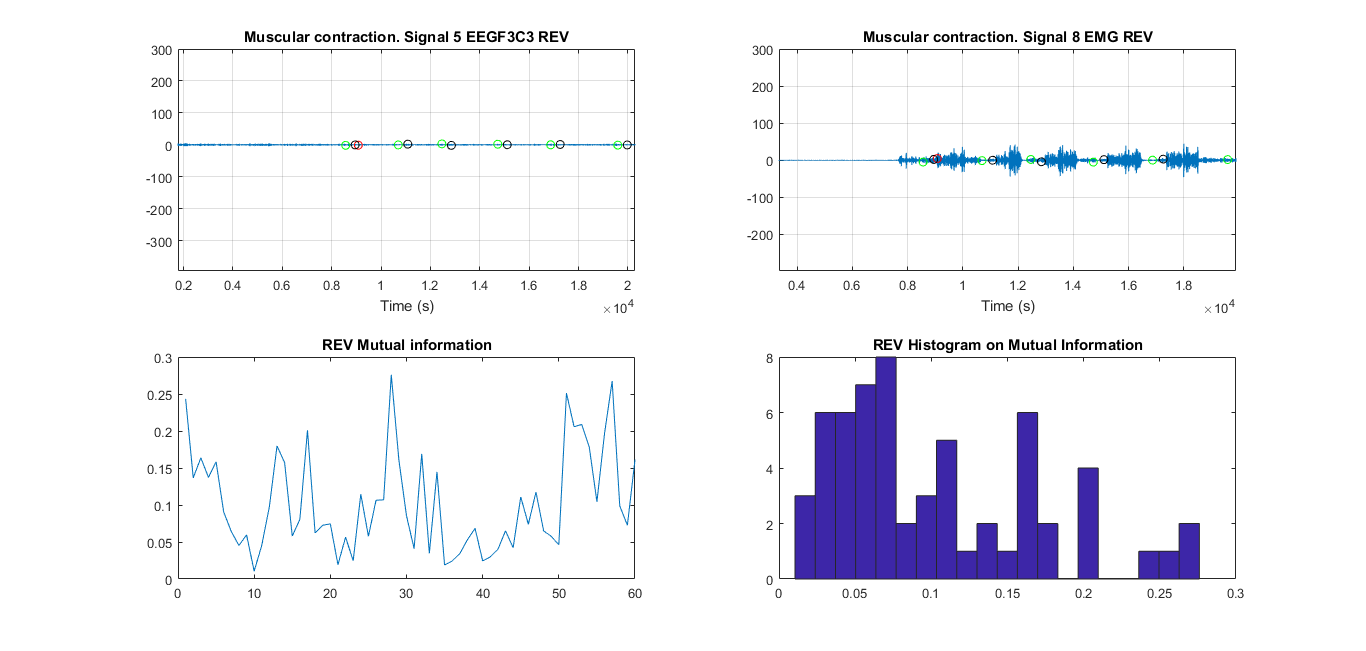 Muscular contraction. Signal 5 EEGF3C3 REV
300
200
100
0
-100
-200
-300
0.2 0.4 0.6 0.8 1 1.2 1.4 1.6 1.8 2
Time (s)
×10^4
Muscular contraction. Signal 8 EMG REV
300
200
100
0
-100
-200
0.4 0.6 0.8 1 1.2 1.4 1.6 1.8
Time (s)
×10^4
REV Mutual information
0.3
0.25
0.2
0.15
0.1
0.05
0
0 10 20 30 40 50 60
REV Histogram on Mutual Information
8
6
4
2
0
0 0.05 0.1 0.15 0.2 0.25 0.3